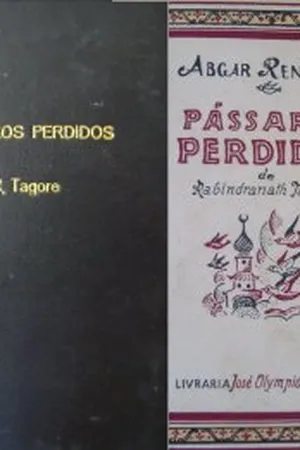 OS PERDIDOS
Tagore
ABGAR REN
PÁSSAR
PERDID
de
Rabindranath T
LIVRARIA José Olympio